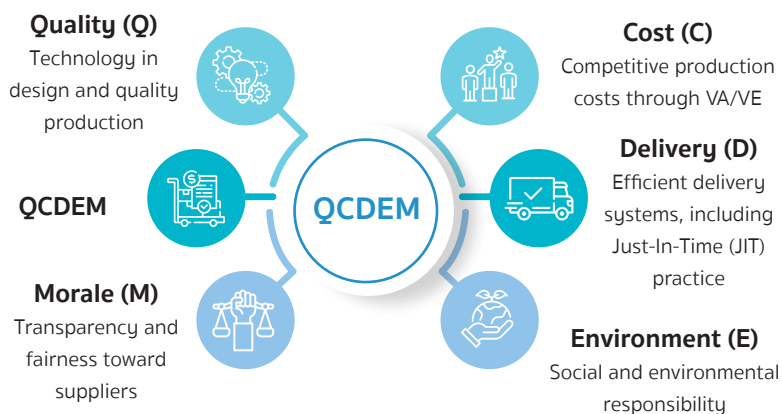 Quality (Q)
Technology in
design and quality
production
QCDEM
Morale (M)
Transparency and
fairness toward
suppliers
QCDEM
Cost (C)
Competitive production
costs through VA/VE
Delivery (D)
Efficient delivery
systems, including
Just-In-Time (JIT)
practice
Environment (E)
Social and environmental
responsibility